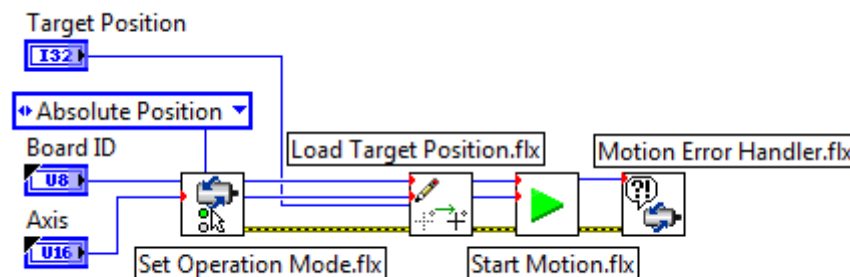 Target Position
I32
Absolute Position
Board ID
U8
Load Target Position.flx
Motion Error Handler.flx
?!
Axis
U16
Set Operation Mode.flx
Start Motion.flx